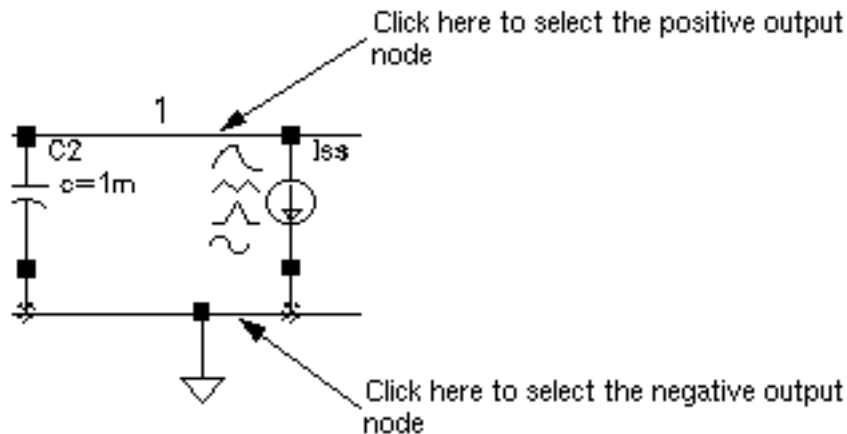 Click here to select the positive output
node
1
C2
Iss
c=1m
Click here to select the negative output
node